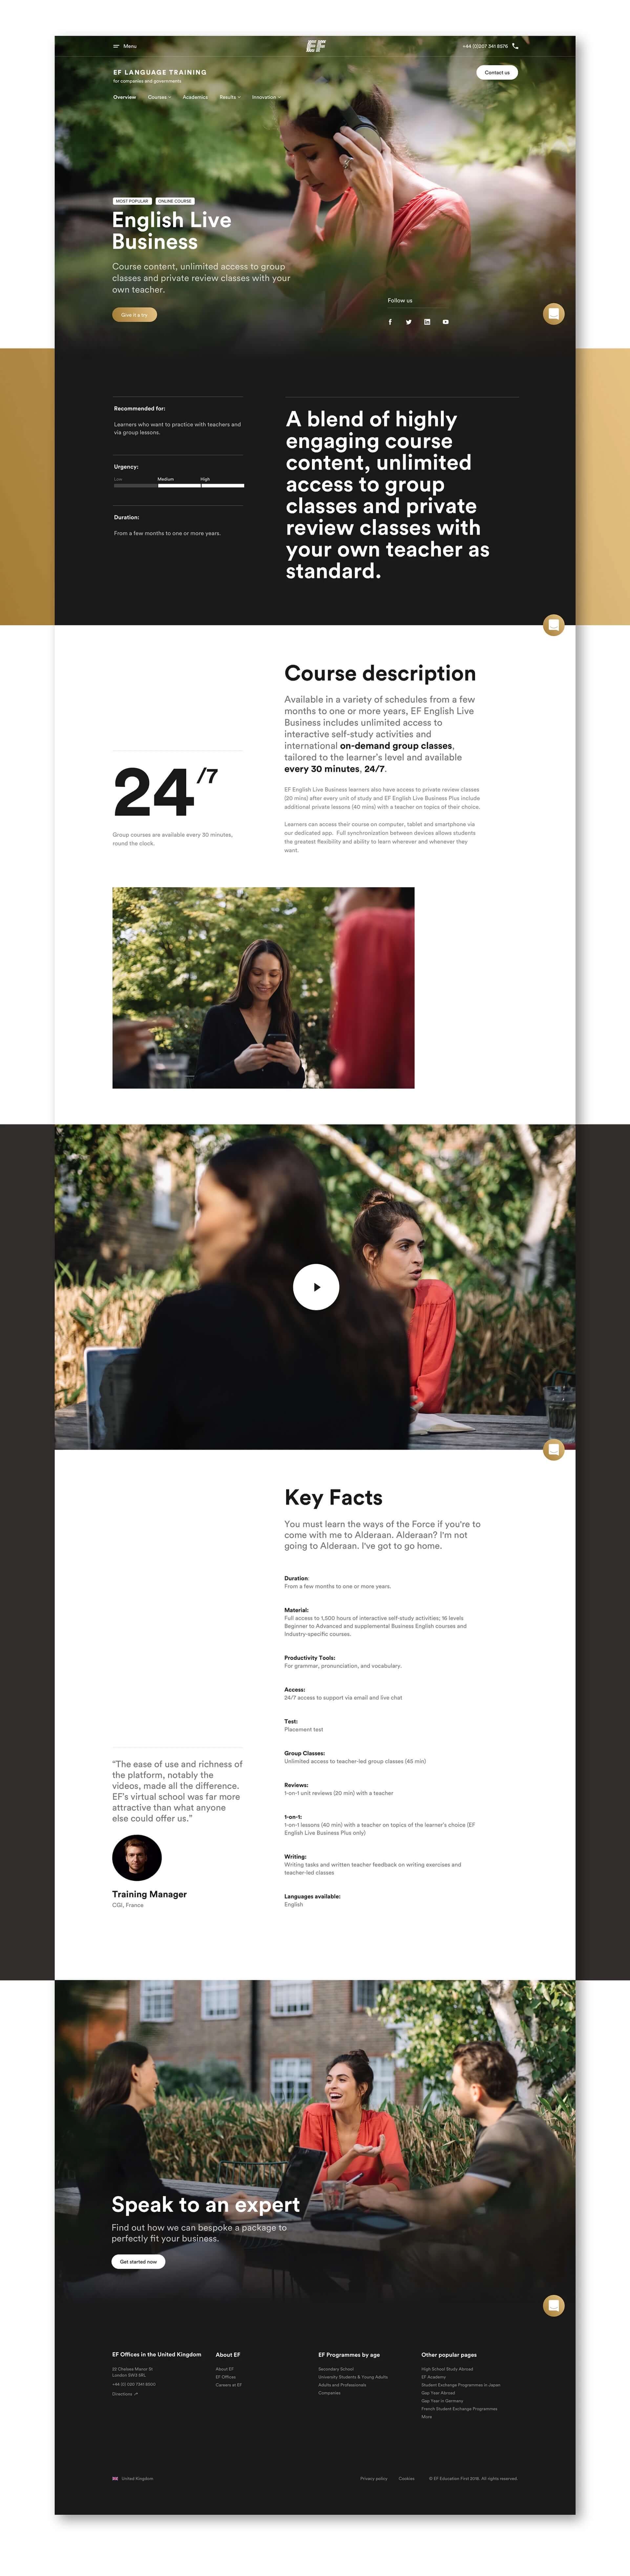 Menu
EF
+44 (0)207 341 8576
EF LANGUAGE TRAINING
for companies and governments
Contact us
Overview Courses Academics Results Innovation
MOST POPULAR ONLINE COURSE
English Live
Business
Course content, unlimited access to group
classes and private review classes with your
own teacher.
Give it a try
Follow us
Recommended for:
Learners who want to practice with teachers and
via group lessons.
Urgency:
Low Medium High
Duration:
From a few months to one or more years.
A blend of highly
engaging course
content, unlimited
access to group
classes and private
review classes with
your own teacher as
standard.
Course description
Available in a variety of schedules from a few
months to one or more years, EF English Live
Business includes unlimited access to
interactive self-study activities and
international on-demand group classes,
tailored to the learner's level and available
every 30 minutes, 24/7.
EF English Live Business learners also have access to private review classes
(20 mins) after every unit of study and EF English Live Business Plus include
additional private lessons (40 mins) with a teacher on topics of their choice.
Learners can access their course on computer, tablet and smartphone via
our dedicated app. Full synchronization between devices allows students
the greatest flexibility and ability to learn wherever and whenever they
want.
24/7
Group courses are available every 30 minutes,
round the clock.
Key Facts
You must learn the ways of the Force if you're to
come with me to Alderaan. Alderaan? I'm not
going to Alderaan. I've got to go home.
Duration:
From a few months to one or more years.
Material:
Full access to 1,500 hours of interactive self-study activities; 16 levels
Beginner to Advanced and supplemental Business English courses and
industry-specific courses.
Productivity Tools:
For grammar, pronunciation, and vocabulary.
Access:
24/7 access to support via email and live chat
Test:
Placement test
Group Classes:
Unlimited access to teacher-led group classes (45 min)
Reviews:
1-on-1 unit reviews (20 min) with a teacher
1-on-1:
1-on-1 lessons (40 min) with a teacher on topics of the learner's choice (EF
English Live Business Plus only)
Writing:
Writing tasks and written teacher feedback on writing exercises and
teacher-led classes
Languages available:
English
"The ease of use and richness of
the platform, notably the
videos, made all the difference.
EF's virtual school was far more
attractive than what anyone
else could offer us."
Training Manager
CGI, France
Speak to an expert
Find out how we can bespoke a package to
perfectly fit your business.
Get started now
EF Offices in the United Kingdom
22 Chelsea Manor St
London SW3 5RL
+44 (0) 020 7341 8500
Directions
About EF
About EF
EF Offices
Careers at EF
EF Programmes by age
Secondary School
University Students & Young Adults
Adults and Professionals
Companies
Other popular pages
High School Study Abroad
EF Academy
Student Exchange Programmes in Japan
Gap Year Abroad
Gap Year in Germany
French Student Exchange Programmes
More
United Kingdom
Privacy policy Cookies © EF Education First 2018. All rights reserved.